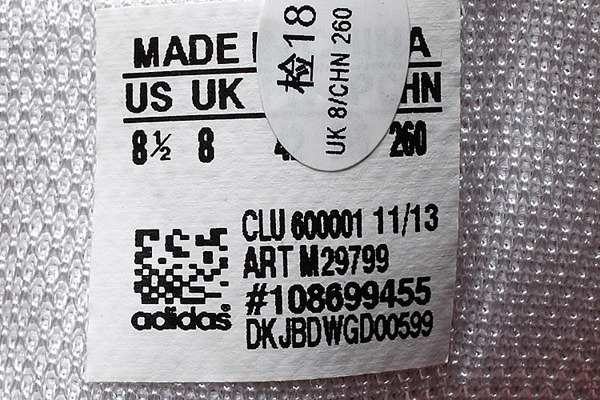 MADE
US UK HN
8½ 8 260
检18
UK 8/CHN 260
CLU 600001 11/13
ART M29799
#108699455
DKJBDWGD00599
adidas